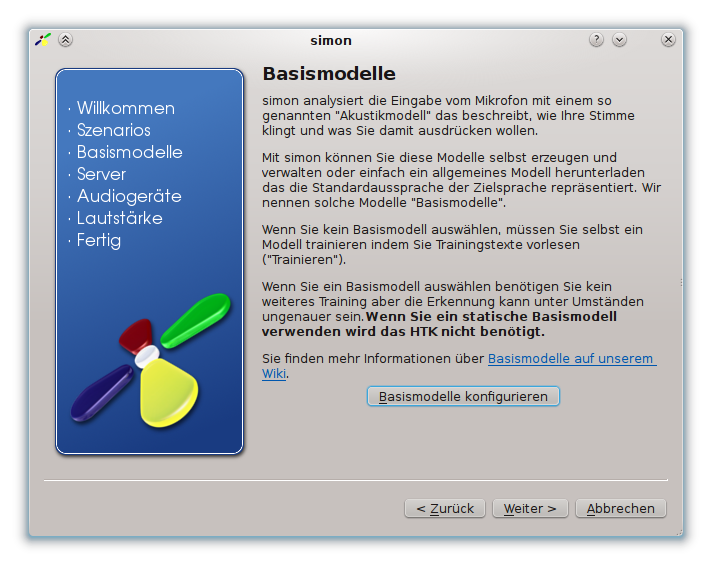 simon
· Willkommen
· Szenarios
· Basismodelle
· Server
· Audiogeräte
· Lautstärke
· Fertig
Basismodelle
simon analysiert die Eingabe vom Mikrofon mit einem so
genannten "Akustikmodell" das beschreibt, wie Ihre Stimme
klingt und was Sie damit ausdrücken wollen.
Mit simon können Sie diese Modelle selbst erzeugen und
verwalten oder einfach ein allgemeines Modell herunterladen
das die Standardaussprache der Zielsprache repräsentiert. Wir
nennen solche Modelle "Basismodelle".
Wenn Sie kein Basismodell auswählen, müssen Sie selbst ein
Modell trainieren indem Sie Trainingstexte vorlesen
("Trainieren").
Wenn Sie ein Basismodell auswählen benötigen Sie kein
weiteres Training aber die Erkennung kann unter Umständen
ungenauer sein.Wenn Sie ein statische Basismodell
verwenden wird das HTK nicht benötigt.
Sie finden mehr Informationen über Basismodelle auf unserem
Wiki.
Basismodelle konfigurieren
< Zurück
Weiter >
Abbrechen